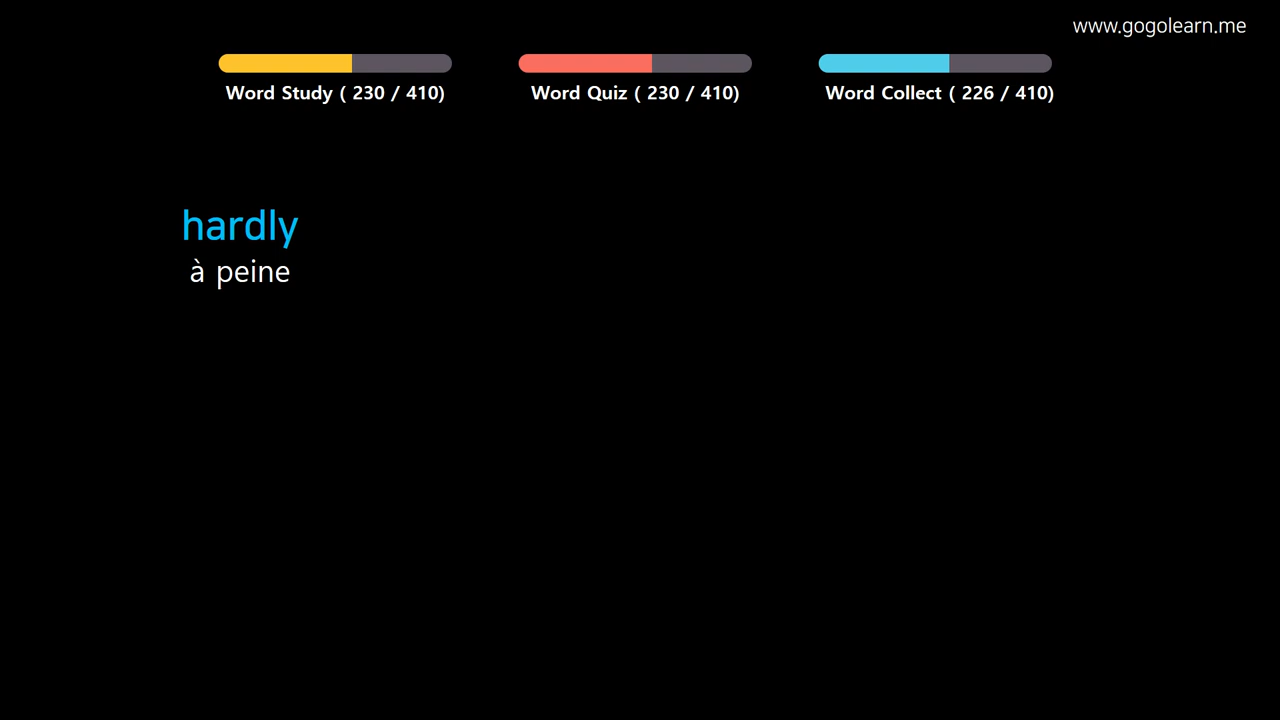 www.gogolearn.me
Word Study ( 230 / 410)
Word Quiz ( 230 / 410)
Word Collect ( 226 / 410)
hardly
à peine